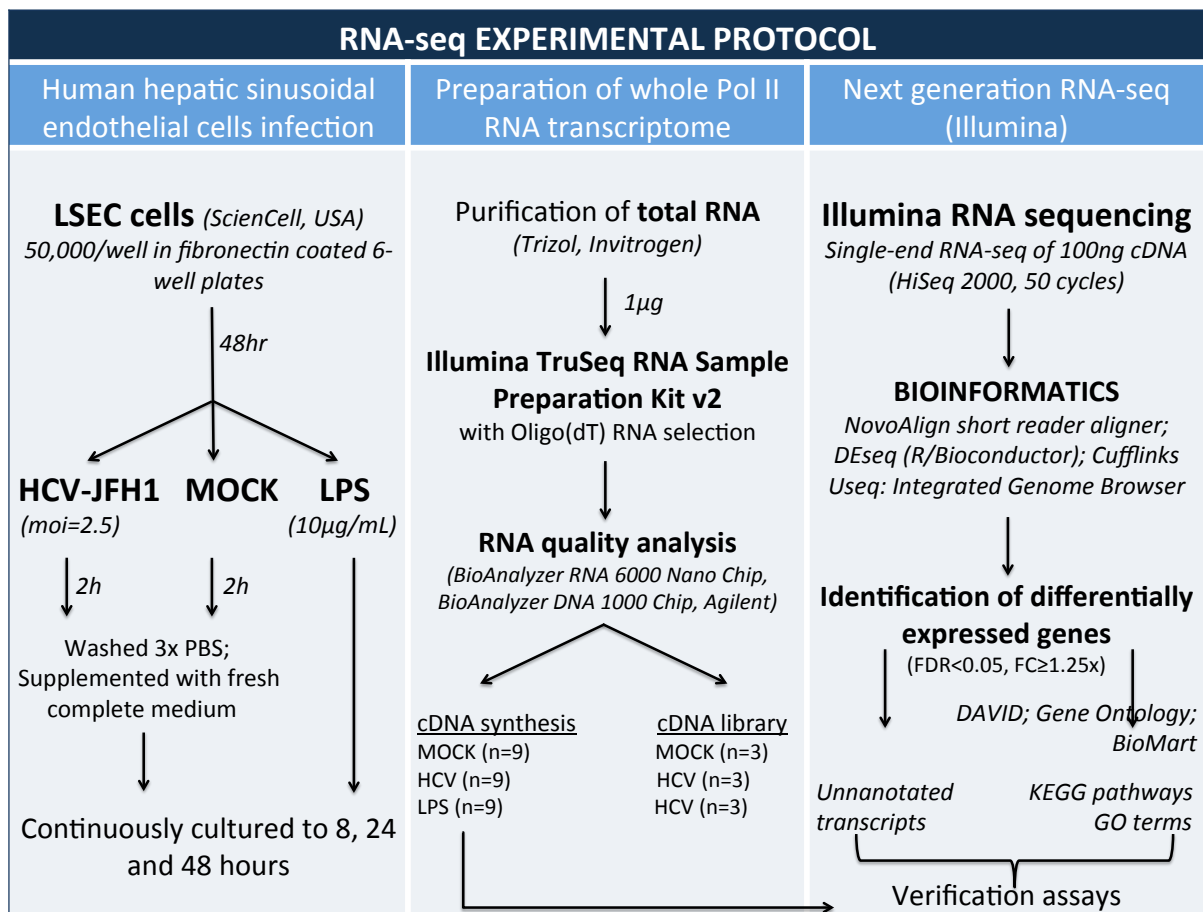 RNA-seq EXPERIMENTAL PROTOCOL
Human hepatic sinusoidal
endothelial cells infection
LSEC cells (ScienCell, USA)
50,000/well in fibronectin coated 6-
well plates
48hr
HCV-JFH1 MOCK LPS
(moi=2.5) (10µg/mL)
2h 2h
Washed 3x PBS;
Supplemented with fresh
complete medium
Continuously cultured to 8, 24
and 48 hours
Preparation of whole Pol II
RNA transcriptome
Purification of total RNA
(Trizol, Invitrogen)
1µg
Illumina TruSeq RNA Sample
Preparation Kit v2
with Oligo(dT) RNA selection
RNA quality analysis
(BioAnalyzer RNA 6000 Nano Chip,
BioAnalyzer DNA 1000 Chip, Agilent)
cDNA synthesis
MOCK (n=9)
HCV (n=9)
LPS (n=9)
cDNA library
MOCK (n=3)
HCV (n=3)
HCV (n=3)
Next generation RNA-seq
(Illumina)
Illumina RNA sequencing
Single-end RNA-seq of 100ng cDNA
(HiSeq 2000, 50 cycles)
BIOINFORMATICS
NovoAlign short reader aligner;
DEseq (R/Bioconductor); Cufflinks
Useq: Integrated Genome Browser
Identification of differentially
expressed genes
(FDR<0.05, FC≥1.25x)
DAVID; Gene Ontology;
BioMart
Unnanotated
transcripts
KEGG pathways
GO terms
Verification assays